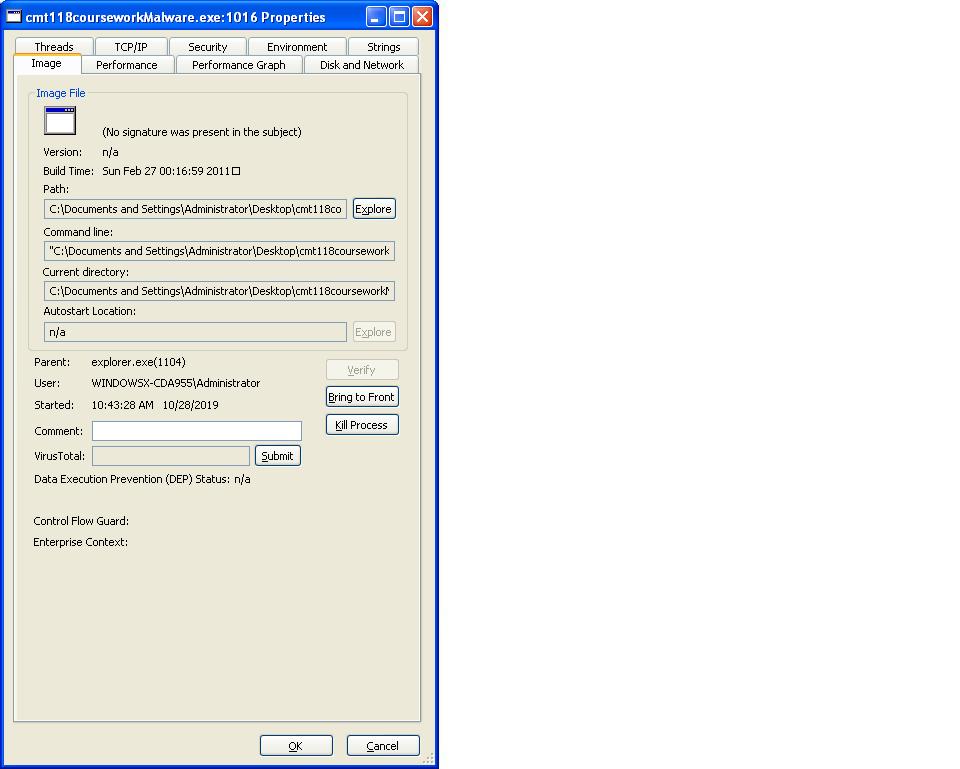 cmt118courseworkMalware.exe:1016 Properties
Threads TCP/IP Security Environment Strings
Image Performance Performance Graph Disk and Network
Image File
(No signature was present in the subject)
Version: n/a
Build Time: Sun Feb 27 00:16:59 2011□
Path:
C:\Documents and Settings\Administrator\Desktop\cmt118co Explore
Command line:
"C:\Documents and Settings\Administrator\Desktop\cmt118coursework
Current directory:
C:\Documents and Settings\Administrator\Desktop\cmt118courseworkM
Autostart Location:
n/a Explore
Parent: explorer.exe(1104)
Verify
User: WINDOWSX-CDA955\Administrator
Bring to Front
Started: 10:43:28 AM 10/28/2019
Kill Process
Comment:
VirusTotal: Submit
Data Execution Prevention (DEP) Status: n/a
Control Flow Guard:
Enterprise Context:
OK Cancel